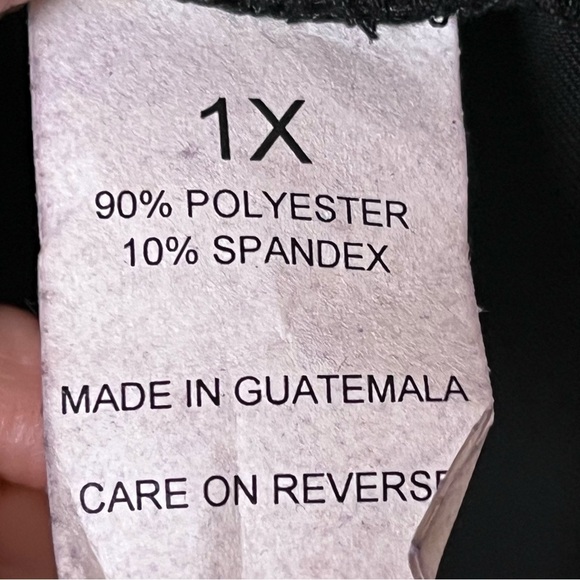 1X
90% POLYESTER
10% SPANDEX
MADE IN GUATEMALA
CARE ON REVERSE